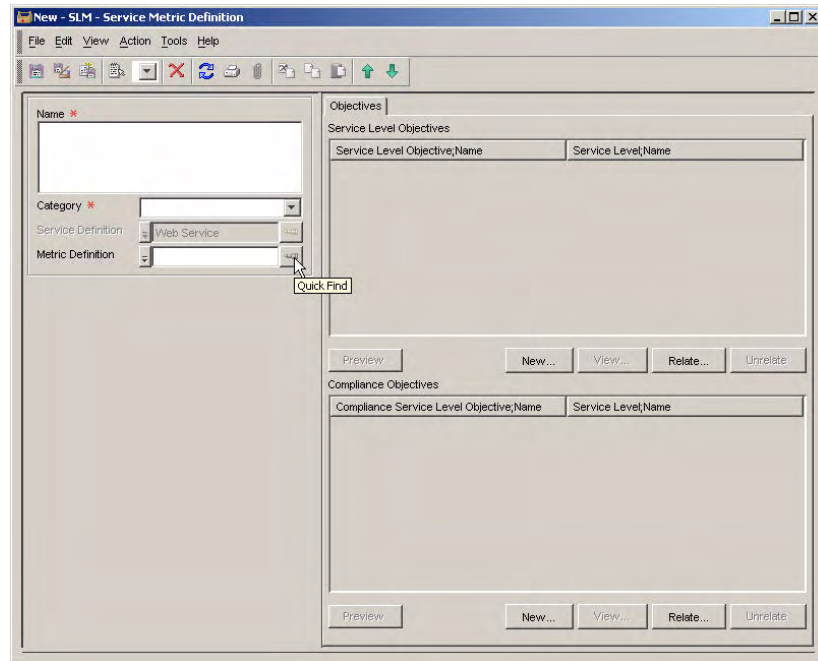 New - SLM - Service Metric Definition
File Edit View Action Tools Help
Name *
Category *
Service Definition
Web Service
Metric Definition
Quick Find
Objectives
Service Level Objectives
Service Level Objective;Name Service Level;Name
Preview New... View... Relate... Unrelate
Compliance Objectives
Compliance Service Level Objective;Name Service Level;Name
Preview New... View... Relate... Unrelate